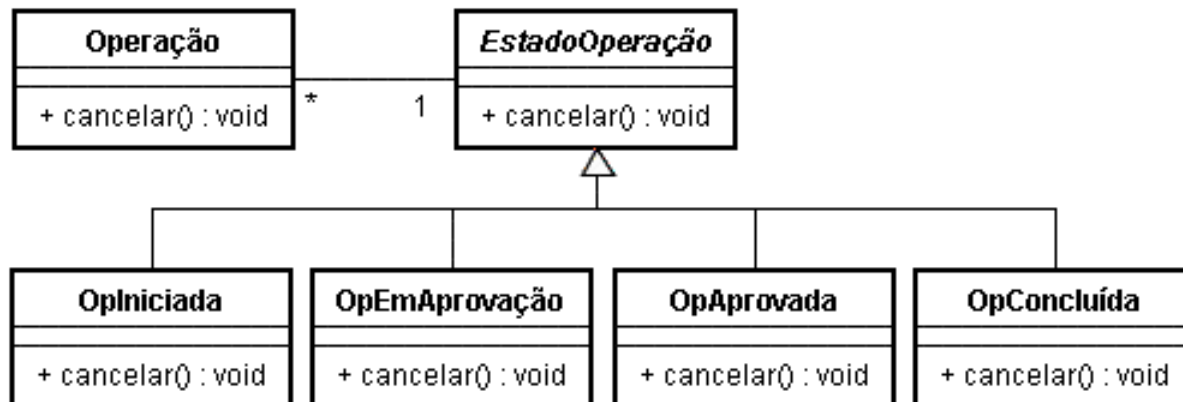 Operação
EstadoOperação
+ cancelar() : void
* 1
+ cancelar() : void
OpIniciada
OpEmAprovação
OpAprovada
OpConcluída
+ cancelar() : void
+ cancelar() : void
+ cancelar() : void
+ cancelar() : void